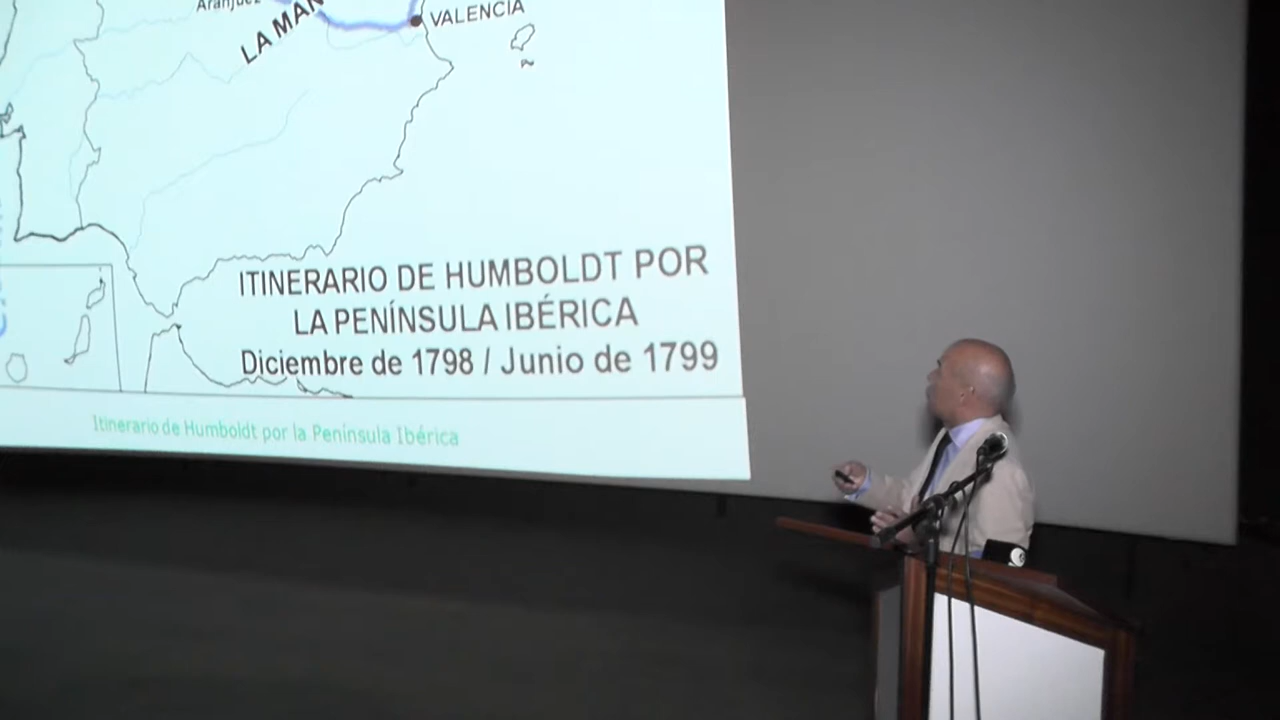 Aranjuez
LA MAN
VALENCIA
ITINERARIO DE HUMBOLDT POR
LA PENÍNSULA IBÉRICA
Diciembre de 1798 / Junio de 1799
Itinerario de Humboldt por la Península Ibérica